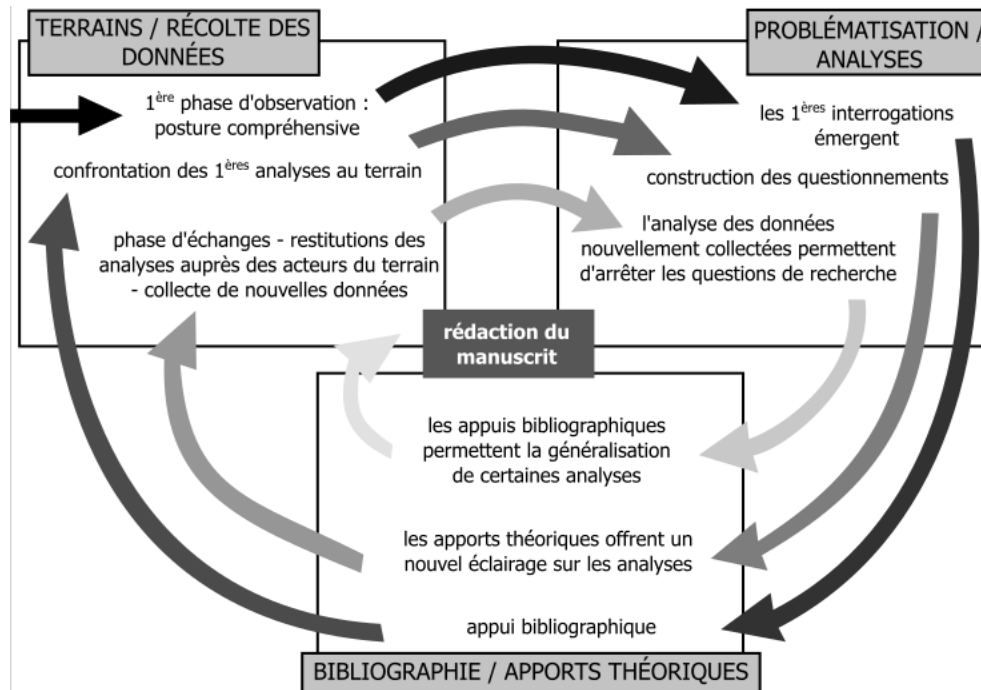 TERRAINS / RÉCOLTE DES
DONNÉES
1ère phase d'observation :
posture compréhensive
confrontation des 1ères analyses au terrain
phase d'échanges - restitutions des
analyses auprès des acteurs du terrain
- collecte de nouvelles données
PROBLÉMATISATION /
ANALYSES
les 1ères interrogations
émergent
construction des questionnements
l'analyse des données
nouvellement collectées permettent
d'arrêter les questions de recherche
rédaction du
manuscrit
les appuis bibliographiques
permettent la généralisation
de certaines analyses
les apports théoriques offrent un
nouvel éclairage sur les analyses
appui bibliographique
BIBLIOGRAPHIE / APPORTS THÉORIQUES